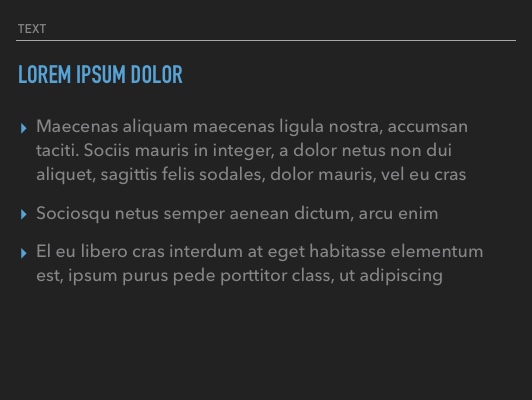 TEXT
LOREM IPSUM DOLOR
Maecenas aliquam maecenas ligula nostra, accumsan
taciti. Sociis mauris in integer, a dolor netus non dui
aliquet, sagittis felis sodales, dolor mauris, vel eu cras
Sociosqu netus semper aenean dictum, arcu enim
El eu libero cras interdum at eget habitasse elementum
est, ipsum purus pede porttitor class, ut adipiscing